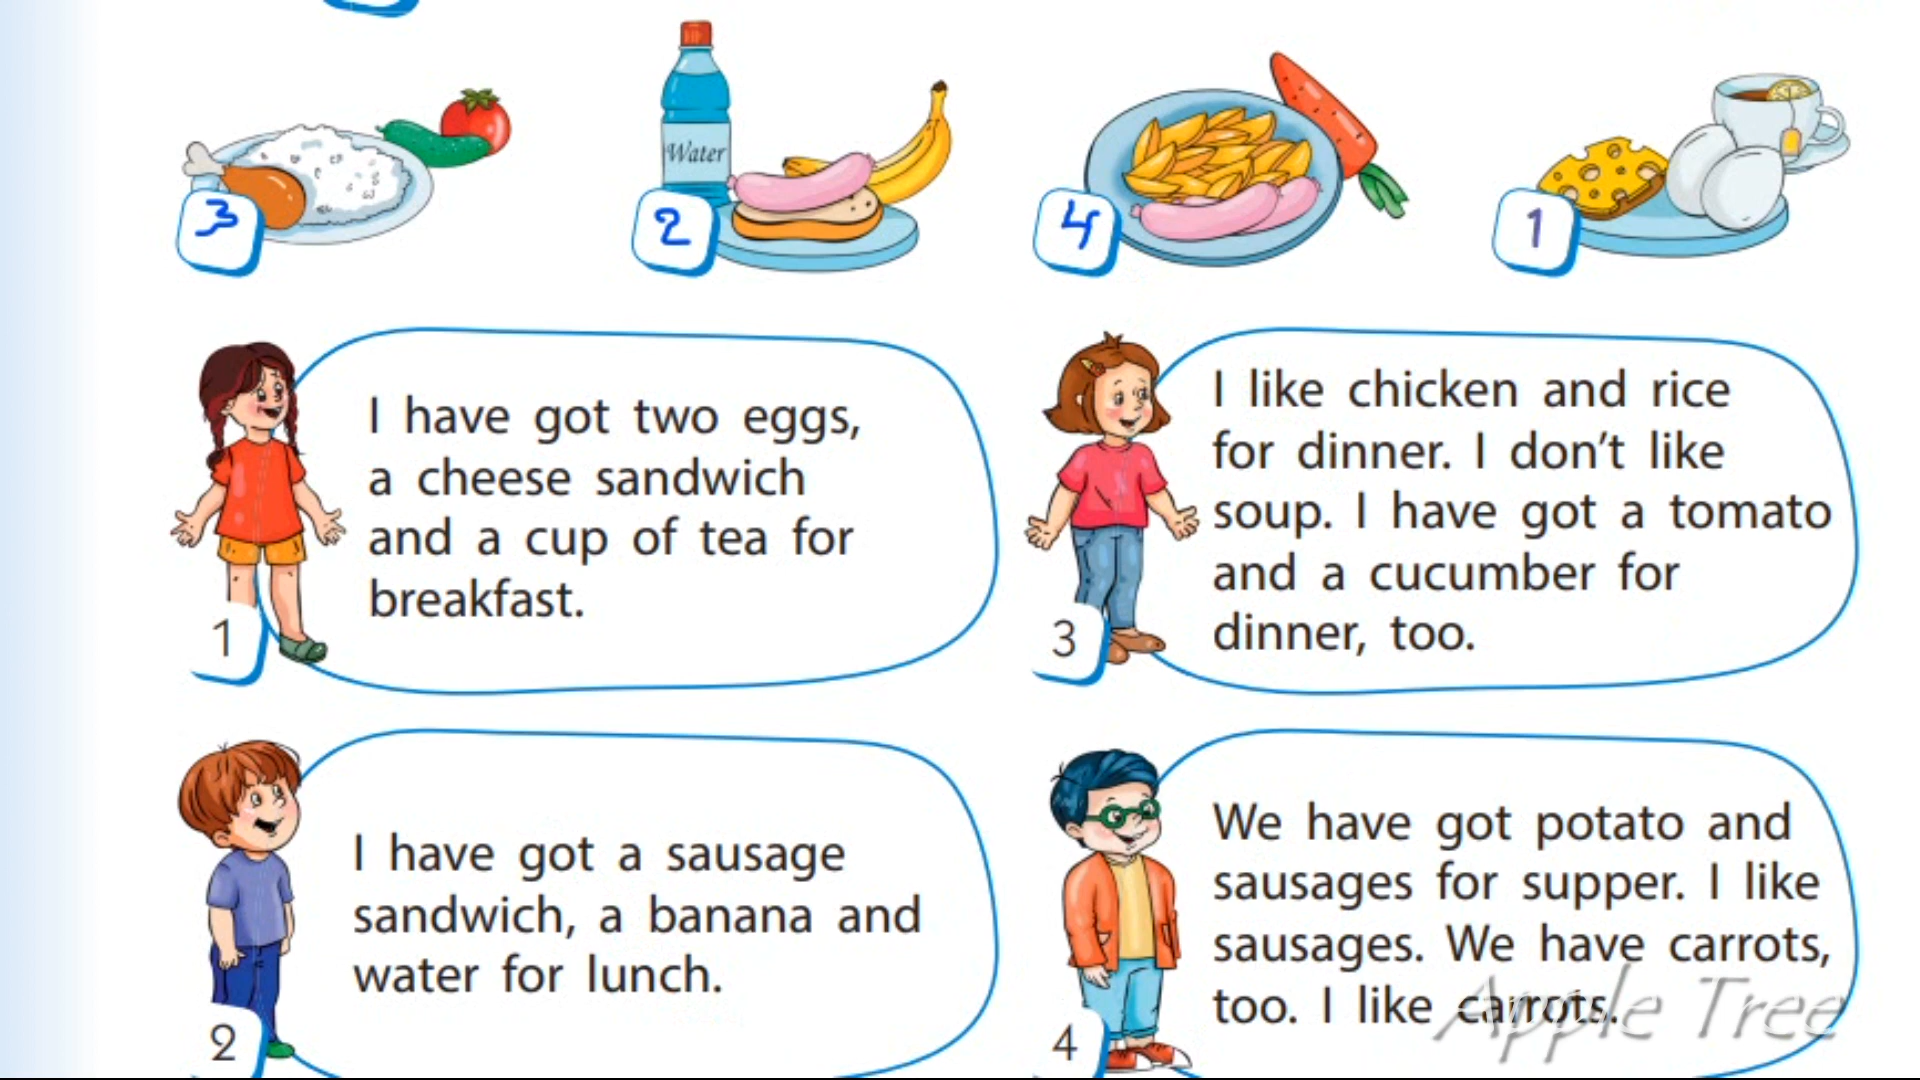 Water
3
2
4
1
I have got two eggs,
a cheese sandwich
and a cup of tea for
breakfast.
1
I like chicken and rice
for dinner. I don't like
soup. I have got a tomato
and a cucumber for
dinner, too.
3
I have got a sausage
sandwich, a banana and
water for lunch.
2
We have got potato and
sausages for supper. I like
sausages. We have carrots,
too. I like carrots.
4
Apple Tree